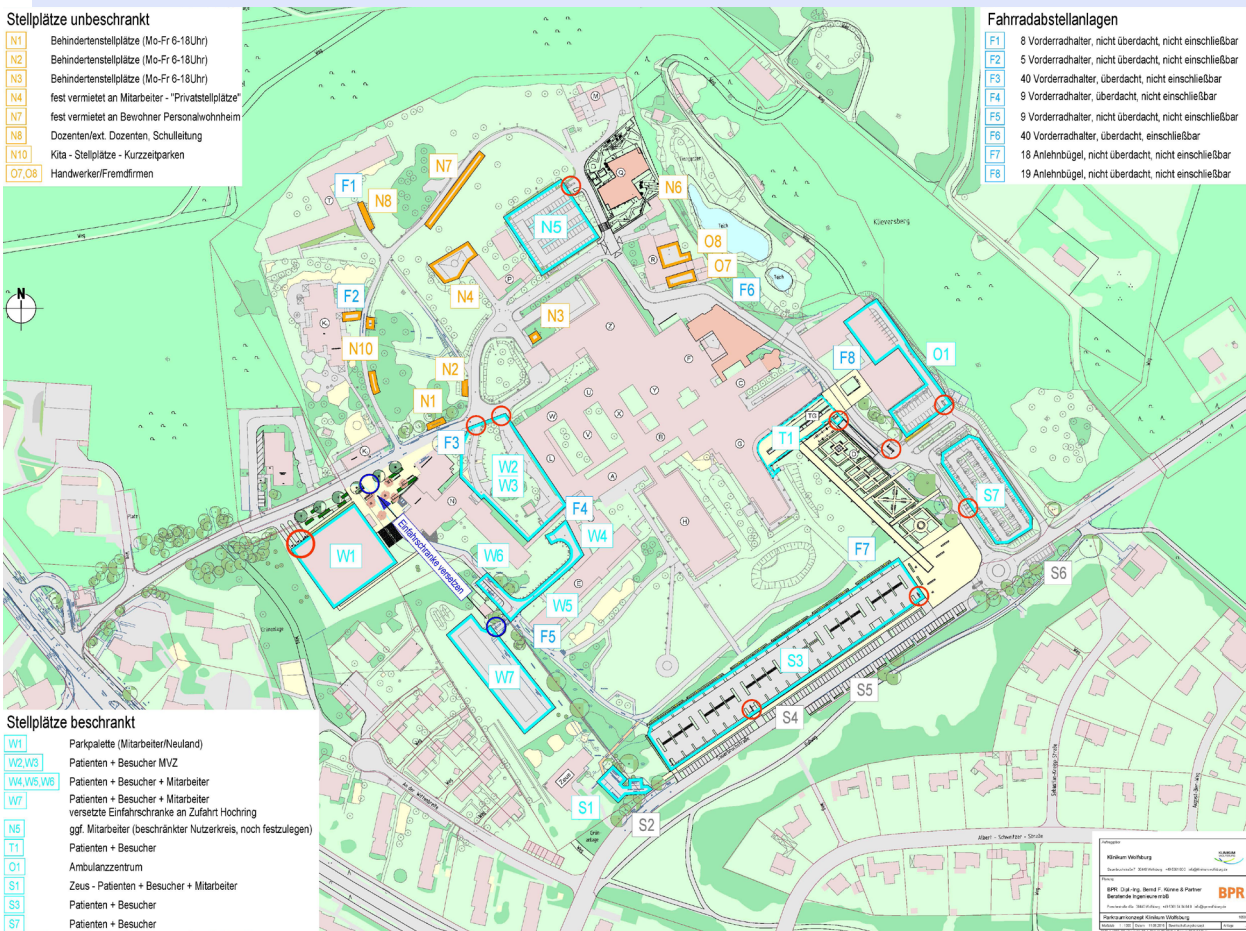 Stellplätze unbeschrankt
N1 Behindertenstellplätze (Mo-Fr 6-18Uhr)
N2 Behindertenstellplätze (Mo-Fr 6-18Uhr)
N3 Behindertenstellplätze (Mo-Fr 6-18Uhr)
N4 fest vermietet an Mitarbeiter - "Privatstellplätze"
N7 fest vermietet an Bewohner Personalwohnheim
N8 Dozenten/ext. Dozenten, Schulleitung
N10 Kita - Stellplätze - Kurzzeitparken
O7,O8 Handwerker/Fremdfirmen
Fahrradabstellanlagen
F1 8 Vorderradhalter, nicht überdacht, nicht einschließbar
F2 5 Vorderradhalter, nicht überdacht, nicht einschließbar
F3 40 Vorderradhalter, überdacht, nicht einschließbar
F4 9 Vorderradhalter, überdacht, nicht einschließbar
F5 9 Vorderradhalter, überdacht, nicht einschließbar
F6 40 Vorderradhalter, überdacht, einschließbar
F7 18 Anlehnbügel, nicht überdacht, nicht einschließbar
F8 19 Anlehnbügel, nicht überdacht, nicht einschließbar
M
N7
Q
F1
N8
T
N6
N5
Klieversberg
Teich
O8
R
O7
N4
P
Teich
N
F2
F6
K
N3
Z
N10
F
F8
O1
N2
C
U
Y
N1
W
X
TG
F3
V
B
T1
G
K
L
W2
W3
A
S7
N
F4
H
Einfahrschranke versetzen
W4
W1
F7
W6
E
S6
W5
F5
S3
W7
S5
S4
Zeus
S1
S2
Albert - Schweitzer - Straße
Stellplätze beschrankt
W1 Parkpalette (Mitarbeiter/Neuland)
W2,W3 Patienten + Besucher MVZ
W4,W5,W6 Patienten + Besucher + Mitarbeiter
W7 Patienten + Besucher + Mitarbeiter
versetzte Einfahrschranke an Zufahrt Hochring
N5 ggf. Mitarbeiter (beschränkter Nutzerkreis, noch festzulegen)
T1 Patienten + Besucher
O1 Ambulanzzentrum
S1 Zeus - Patienten + Besucher + Mitarbeiter
S3 Patienten + Besucher
S7 Patienten + Besucher
Klinikum Wolfsburg
BPR Dipl.-Ing. Bernd F. Künne & Partner
Beratende Ingenieure mbB
BPR
Parkraumkonzept Klinikum Wolfsburg